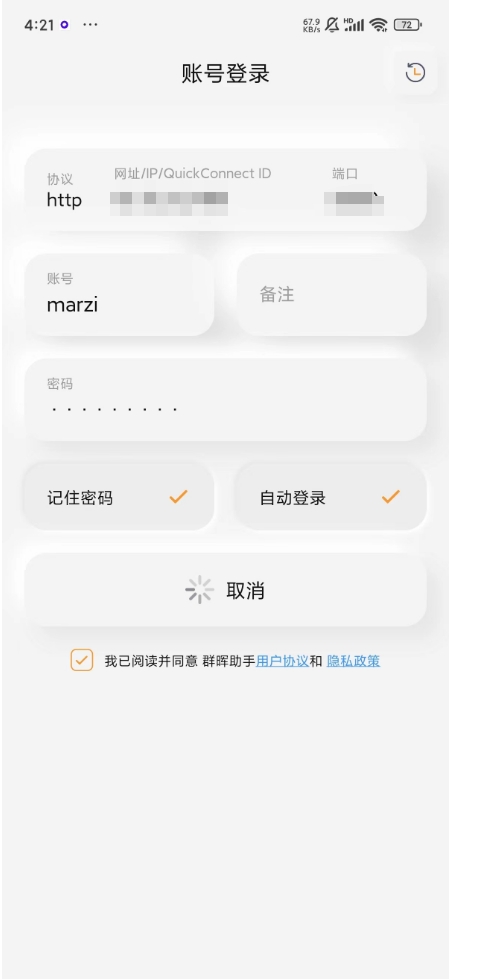 4:21 ··· 67.9 KB/s HD 72
账号登录
协议 网址/IP/QuickConnect ID 端口
http
账号
marzi
备注
密码
·········
记住密码 自动登录
取消
我已阅读并同意 群晖助手用户协议和 隐私政策